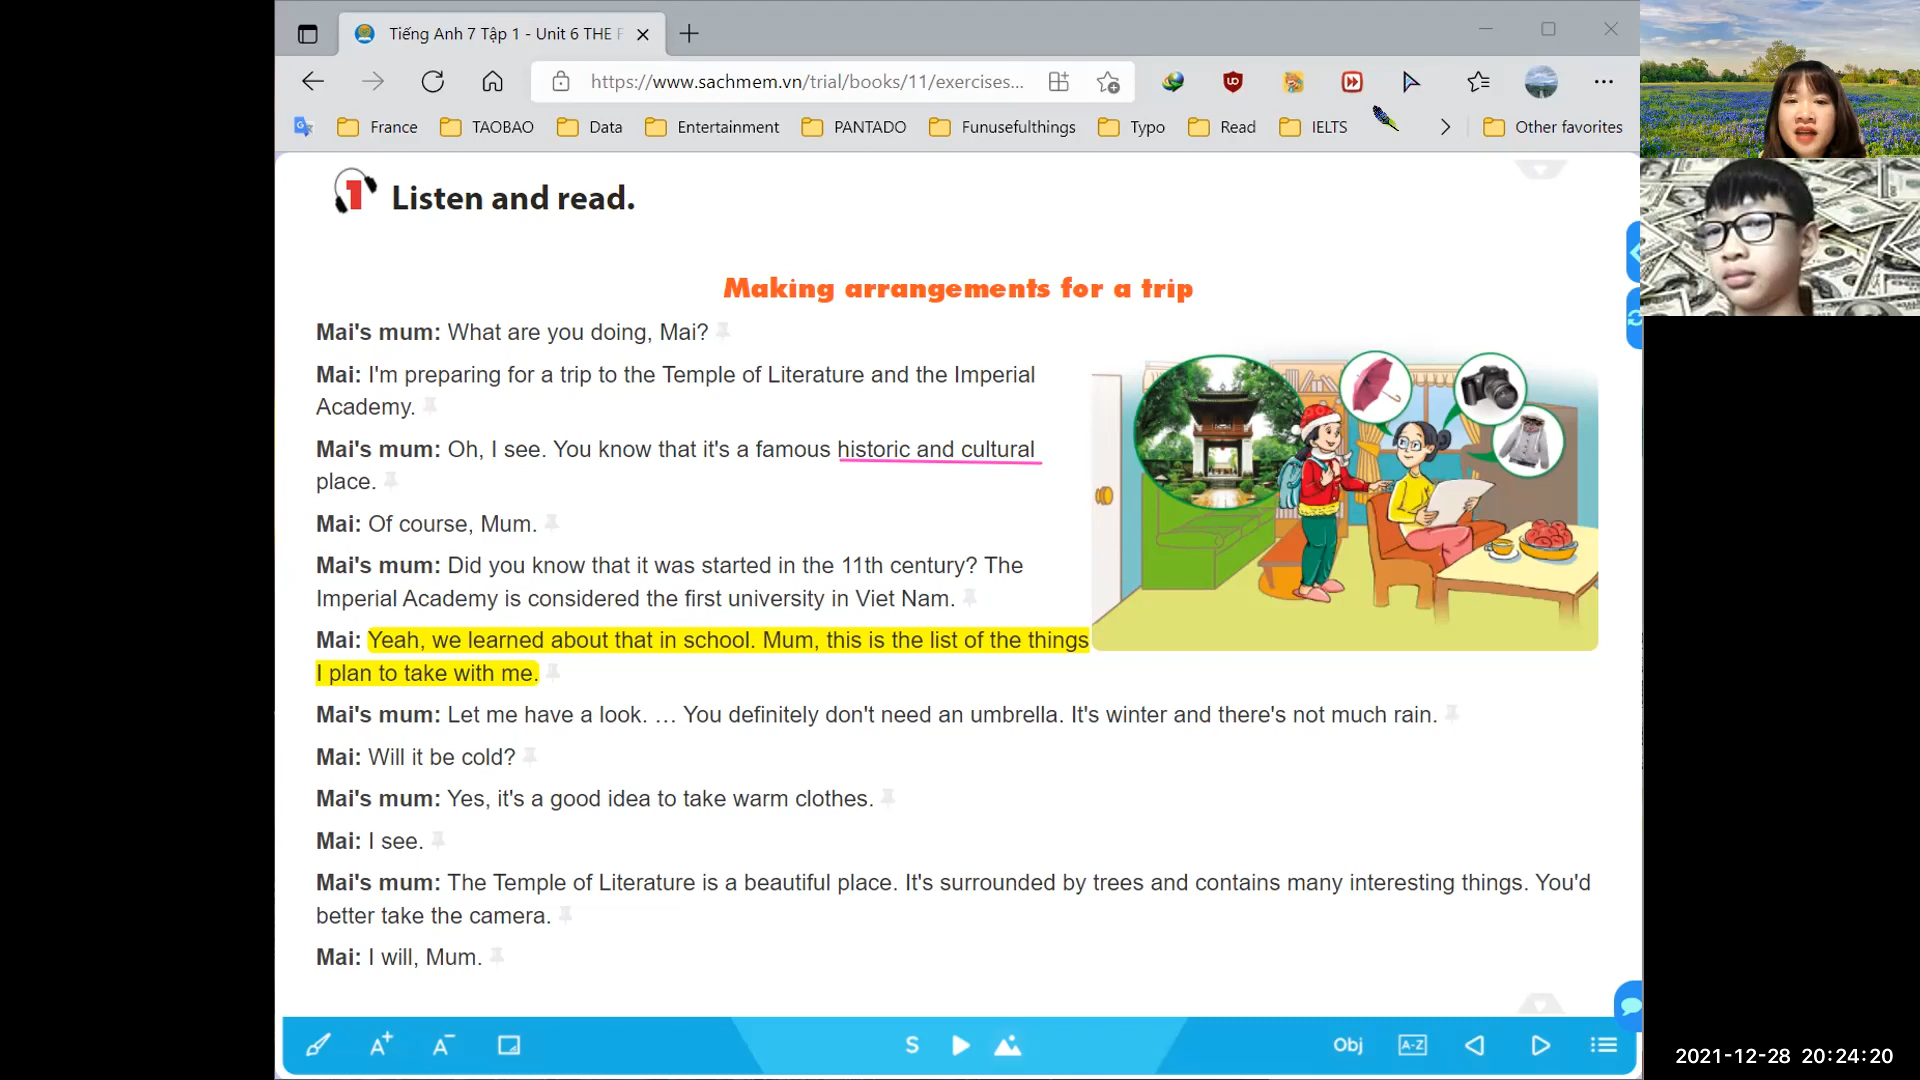 Tiếng Anh 7 Tập 1 - Unit 6 THE F
https://www.sachmem.vn/trial/books/11/exercises...
France
TAOBAO
Data
Entertainment
PANTADO
Funusefulthings
Typo
Read
IELTS
Other favorites
1 Listen and read.
Making arrangements for a trip
Mai's mum: What are you doing, Mai?
Mai: I'm preparing for a trip to the Temple of Literature and the Imperial
Academy.
Mai's mum: Oh, I see. You know that it's a famous historic and cultural
place.
Mai: Of course, Mum.
Mai's mum: Did you know that it was started in the 11th century? The
Imperial Academy is considered the first university in Viet Nam.
Mai: Yeah, we learned about that in school. Mum, this is the list of the things
I plan to take with me.
Mai's mum: Let me have a look. … You definitely don't need an umbrella. It's winter and there's not much rain.
Mai: Will it be cold?
Mai's mum: Yes, it's a good idea to take warm clothes.
Mai: I see.
Mai's mum: The Temple of Literature is a beautiful place. It's surrounded by trees and contains many interesting things. You'd
better take the camera.
Mai: I will, Mum.
A+
A-
S
Obj
A-Z
2021-12-28 20:24:20